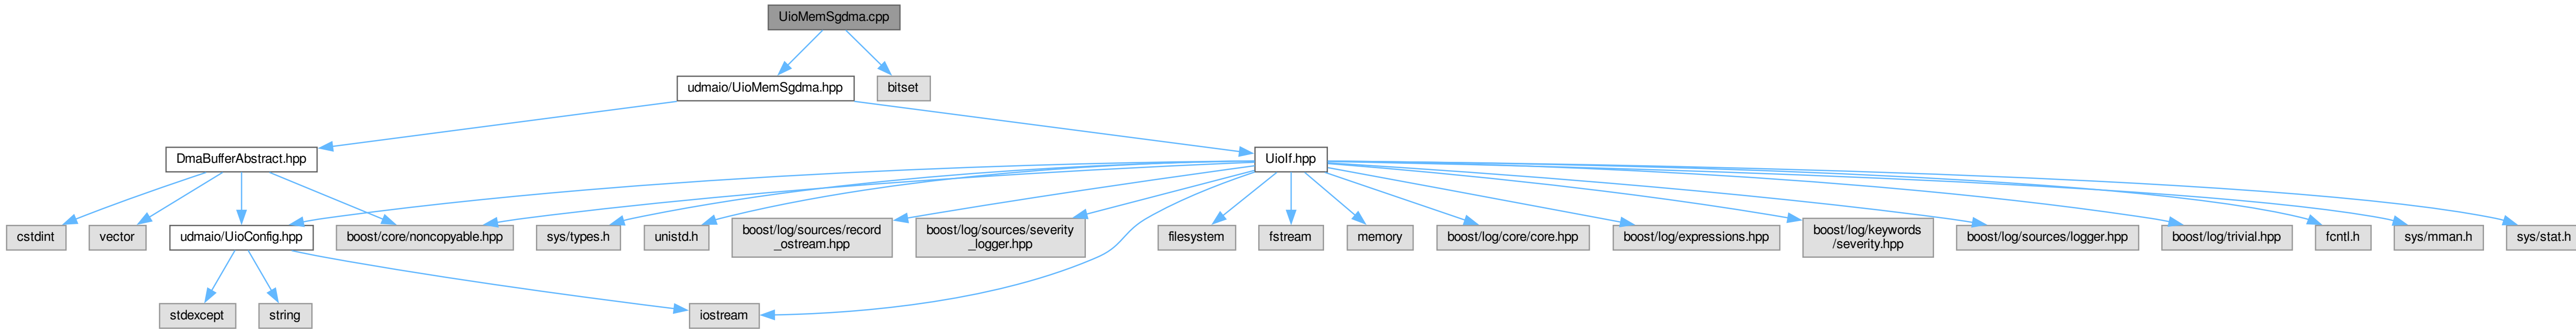 UioMemSgdma.cpp
udmaio/UioMemSgdma.hpp
bitset
DmaBufferAbstract.hpp
UioIf.hpp
cstdint
vector
udmaio/UioConfig.hpp
boost/core/noncopyable.hpp
sys/types.h
unistd.h
boost/log/sources/record
_ostream.hpp
boost/log/sources/severity
_logger.hpp
filesystem
fstream
memory
boost/log/core/core.hpp
boost/log/expressions.hpp
boost/log/keywords
/severity.hpp
boost/log/sources/logger.hpp
boost/log/trivial.hpp
fcntl.h
sys/mman.h
sys/stat.h
stdexcept
string
iostream